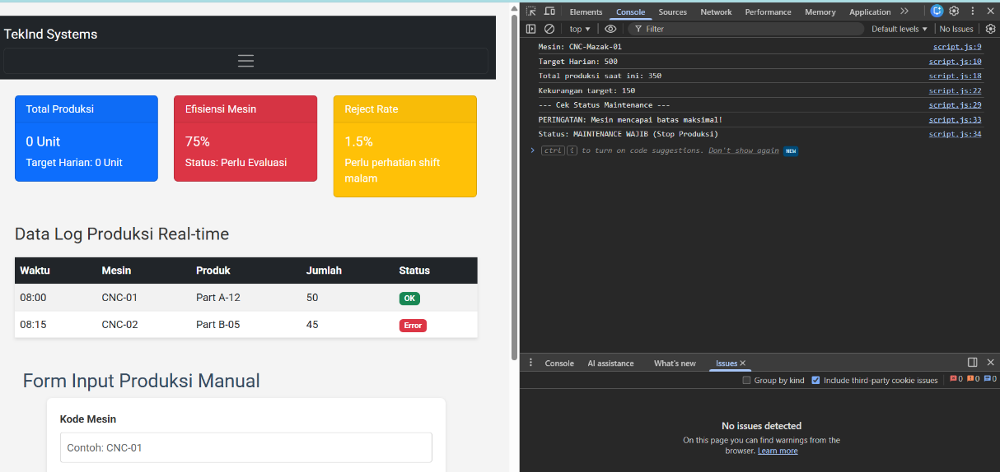 TekInd Systems
Total Produksi
0 Unit
Target Harian: 0 Unit
Efisiensi Mesin
75%
Status: Perlu Evaluasi
Reject Rate
1.5%
Perlu perhatian shift
malam
Data Log Produksi Real-time
Waktu Mesin Produk Jumlah Status
08:00 CNC-01 Part A-12 50 OK
08:15 CNC-02 Part B-05 45 Error
Form Input Produksi Manual
Kode Mesin
Contoh: CNC-01
Elements Console Sources Network Performance Memory Application
top Filter Default levels No Issues
Mesin: CNC-Mazak-01 script.js:9
Target Harian: 500 script.js:10
Total produksi saat ini: 350 script.js:18
Kekurangan target: 150 script.js:22
--- Cek Status Maintenance --- script.js:29
PERINGATAN: Mesin mencapai batas maksimal! script.js:33
Status: MAINTENANCE WAJIB (Stop Produksi) script.js:34
ctrl i to turn on code suggestions. Don't show again NEW
Console AI assistance What's new Issues
Group by kind Include third-party cookie issues 0 0 0
No issues detected
On this page you can find warnings from the
browser. Learn more